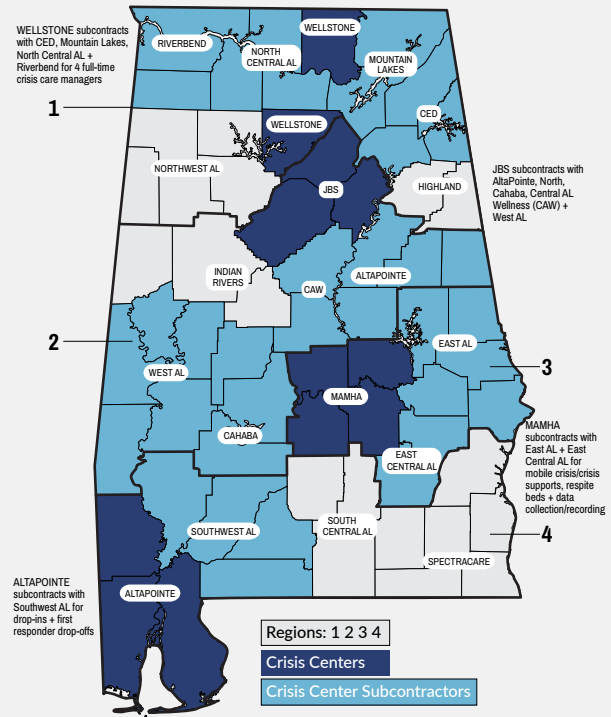 WELLSTONE subcontracts
with CED, Mountain Lakes,
North Central AL +
Riverbend for 4 full-time
crisis care managers
RIVERBEND
WELLSTONE
NORTH
CENTRAL AL
MOUNTAIN
LAKES
1
CED
WELLSTONE
NORTHWEST AL
JBS
HIGHLAND
JBS subcontracts with
AltaPointe, North,
Cahaba, Central AL
Wellness (CAW) +
West AL
INDIAN
RIVERS
CAW
ALTAPOINTE
2
WEST AL
EAST AL
3
MAMHA
CAHABA
EAST
CENTRAL AL
MAMHA
subcontracts with
East AL + East
Central AL for
mobile crisis/crisis
supports, respite
beds + data
collection/recording
SOUTHWEST AL
SOUTH
CENTRAL AL
4
SPECTRACARE
ALTAPOINTE
subcontracts with
Southwest AL for
drop-ins + first
responder drop-offs
ALTAPOINTE
Regions: 1 2 3 4
Crisis Centers
Crisis Center Subcontractors